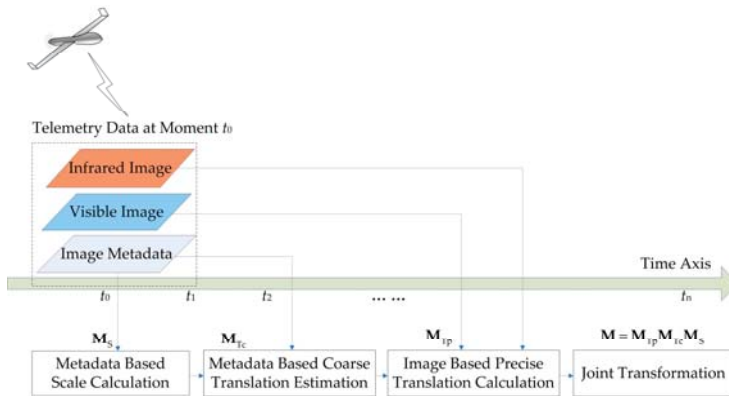 Telemetry Data at Moment t0
Infrared Image
Visible Image
Image Metadata
Time Axis
t0
t1
t2
... ...
tn
MS
MTc
MTp
M = MTpMTcMS
Metadata Based
Scale Calculation
Metadata Based Coarse
Translation Estimation
Image Based Precise
Translation Calculation
Joint Transformation